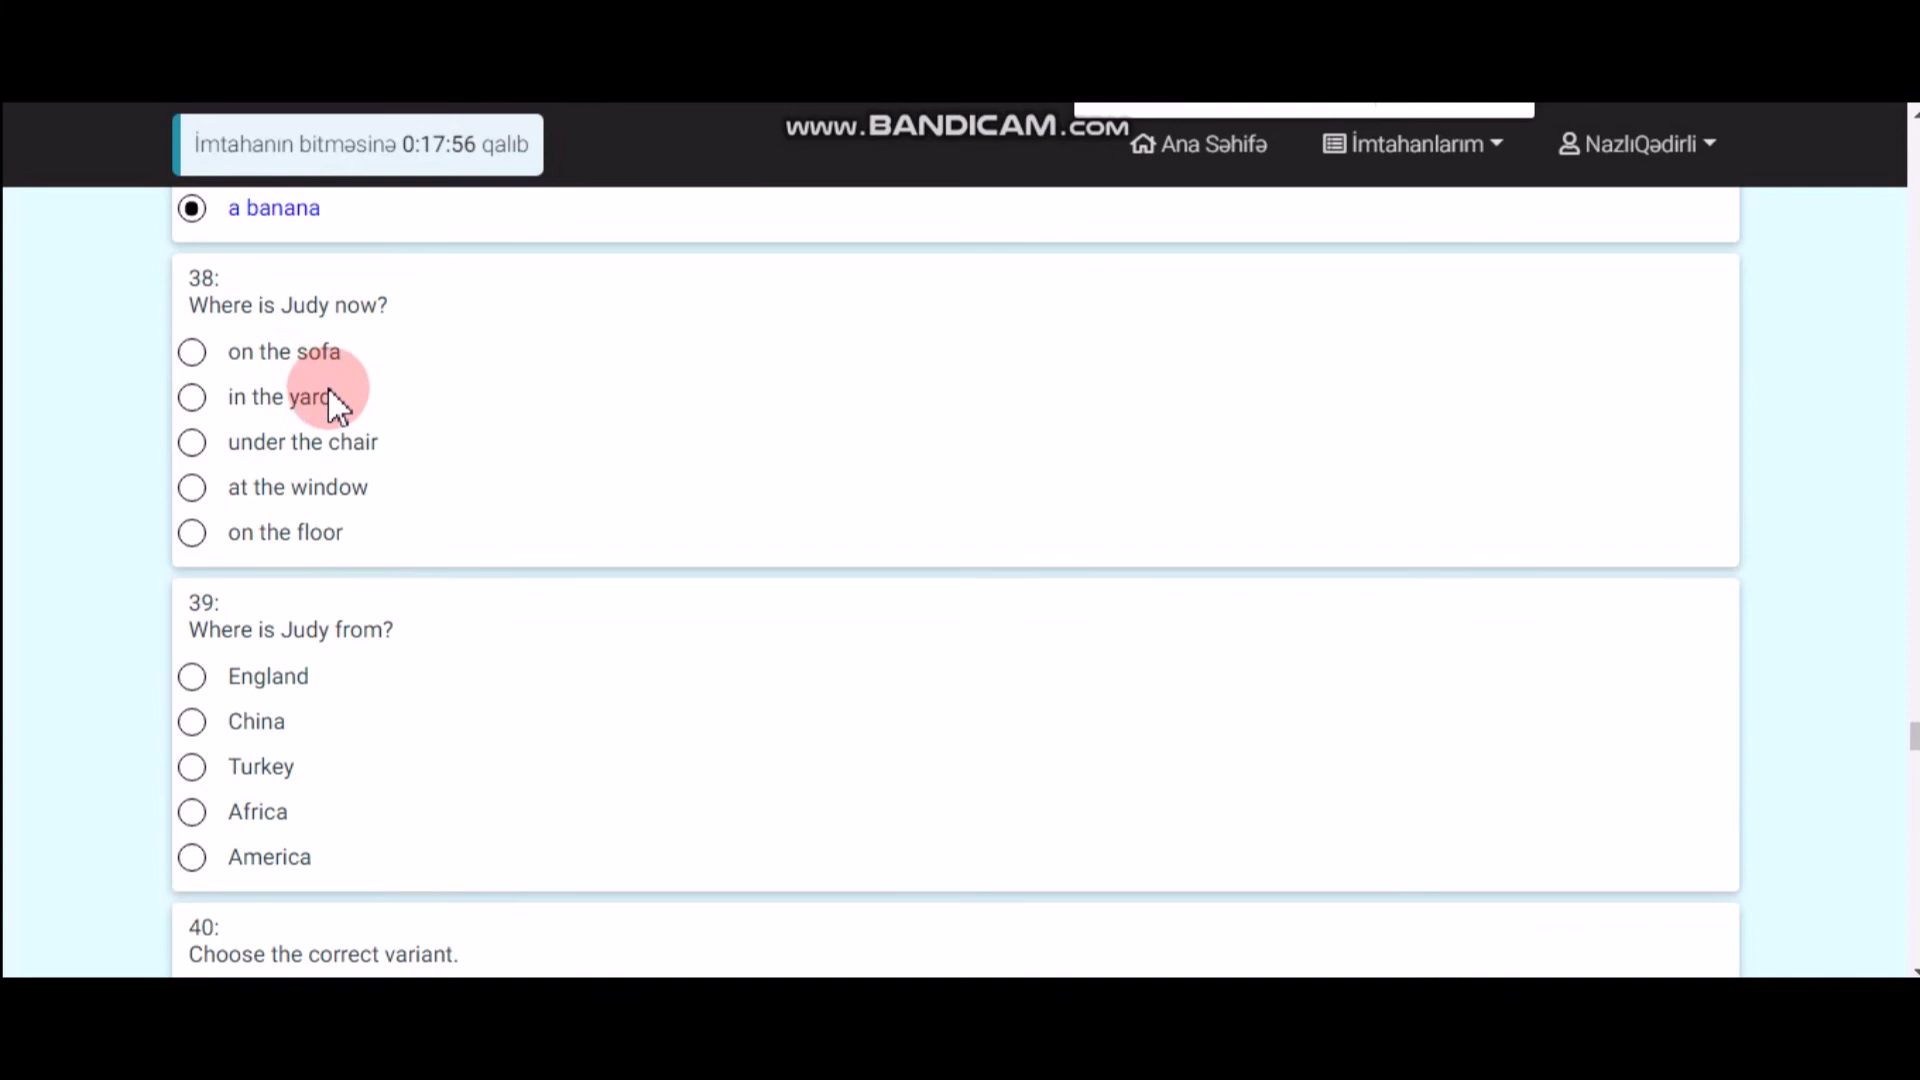 www.BANDICAM.COM
İmtahanın bitməsinə 0:17:56 qalıb
Ana Səhifə
İmtahanlarım
NazlıQədirli
a banana
38:
Where is Judy now?
on the sofa
in the yard
under the chair
at the window
on the floor
39:
Where is Judy from?
England
China
Turkey
Africa
America
40:
Choose the correct variant.